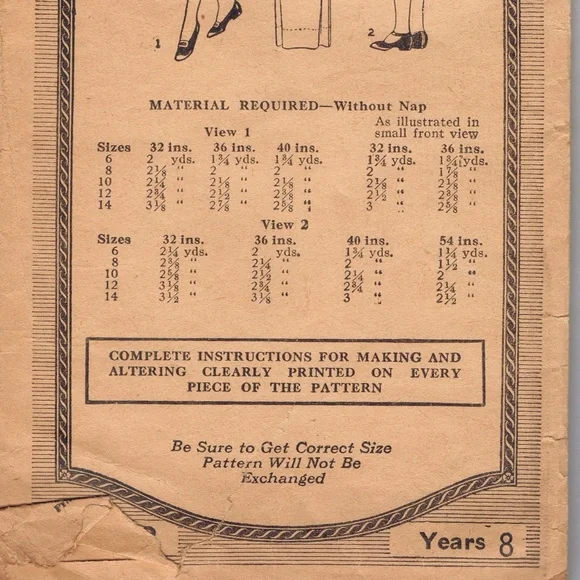 1
2
MATERIAL REQUIRED—Without Nap
View 1 As illustrated in small front view
Sizes 32 ins. 36 ins. 40 ins. 32 ins. 36 ins.
6 2 yds. 1¾ yds. 1¾ yds. 1¾ yds. 1¾ yds.
8 2⅛ " 2 " 2 " 2 " 1⅞ "
10 2¼ " 2⅛ " 2⅛ " 2⅛ " 2⅛ "
12 2¾ " 2½ " 2⅜ " 2½ " 2⅜ "
14 3⅛ " 2⅞ " 2⅝ " 3 " 2⅝ "
View 2
Sizes 32 ins. 36 ins. 40 ins. 54 ins.
6 2¼ yds. 2 yds. 1¾ yds. 1¼ yds.
8 2⅜ " 2¼ " 2 " 1½ "
10 2⅝ " 2½ " 2¼ " 2 "
12 3⅛ " 2¾ " 2¾ " 2¼ "
14 3½ " 3⅛ " 3 " 2½ "
COMPLETE INSTRUCTIONS FOR MAKING AND
ALTERING CLEARLY PRINTED ON EVERY
PIECE OF THE PATTERN
Be Sure to Get Correct Size
Pattern Will Not Be
Exchanged
Years 8